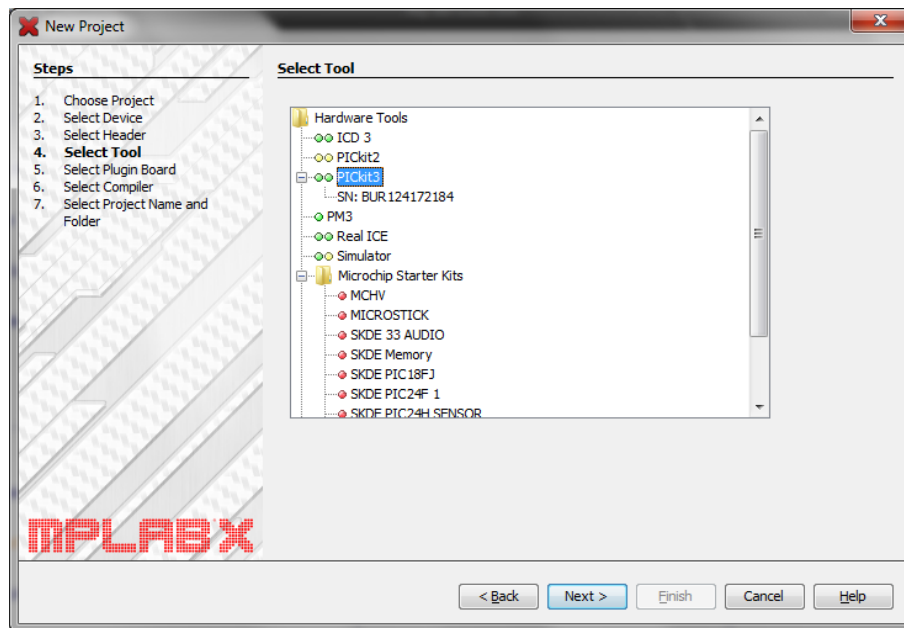 New Project
Steps
1. Choose Project
2. Select Device
3. Select Header
4. Select Tool
5. Select Plugin Board
6. Select Compiler
7. Select Project Name and
Folder
MPLAB X
Select Tool
Hardware Tools
ICD 3
PICkit2
PICkit3
SN: BUR124172184
PM3
Real ICE
Simulator
Microchip Starter Kits
MCHV
MICROSTICK
SKDE 33 AUDIO
SKDE Memory
SKDE PIC18FJ
SKDE PIC24F 1
SKDE PIC24H SENSOR
< Back
Next >
Finish
Cancel
Help